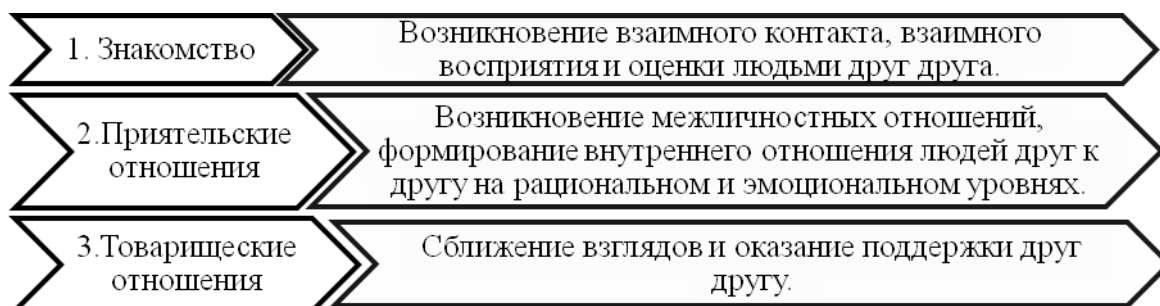 1. Знакомство
Возникновение взаимного контакта, взаимного
восприятия и оценки людьми друг друга.
2.Приятельские
отношения
Возникновение межличностных отношений,
формирование внутреннего отношения людей друг к
другу на рациональном и эмоциональном уровнях.
3.Товарищеские
отношения
Сближение взглядов и оказание поддержки друг
другу.